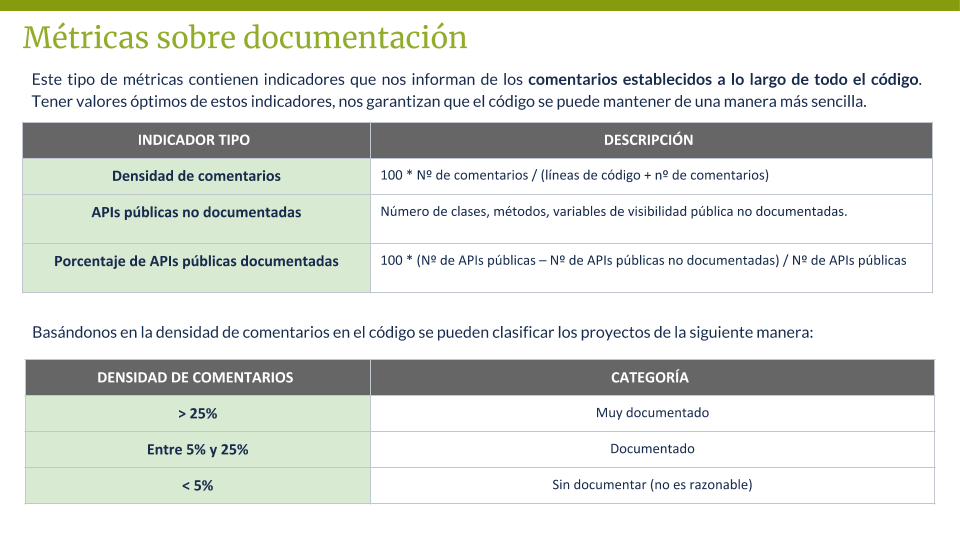 Métricas sobre documentación
Este tipo de métricas contienen indicadores que nos informan de los comentarios establecidos a lo largo de todo el código.
Tener valores óptimos de estos indicadores, nos garantizan que el código se puede mantener de una manera más sencilla.
INDICADOR TIPO DESCRIPCIÓN
Densidad de comentarios 100 * Nº de comentarios / (líneas de código + nº de comentarios)
APIs públicas no documentadas Número de clases, métodos, variables de visibilidad pública no documentadas.
Porcentaje de APIs públicas documentadas 100 * (Nº de APIs públicas – Nº de APIs públicas no documentadas) / Nº de APIs públicas
Basándonos en la densidad de comentarios en el código se pueden clasificar los proyectos de la siguiente manera:
DENSIDAD DE COMENTARIOS CATEGORÍA
> 25% Muy documentado
Entre 5% y 25% Documentado
< 5% Sin documentar (no es razonable)